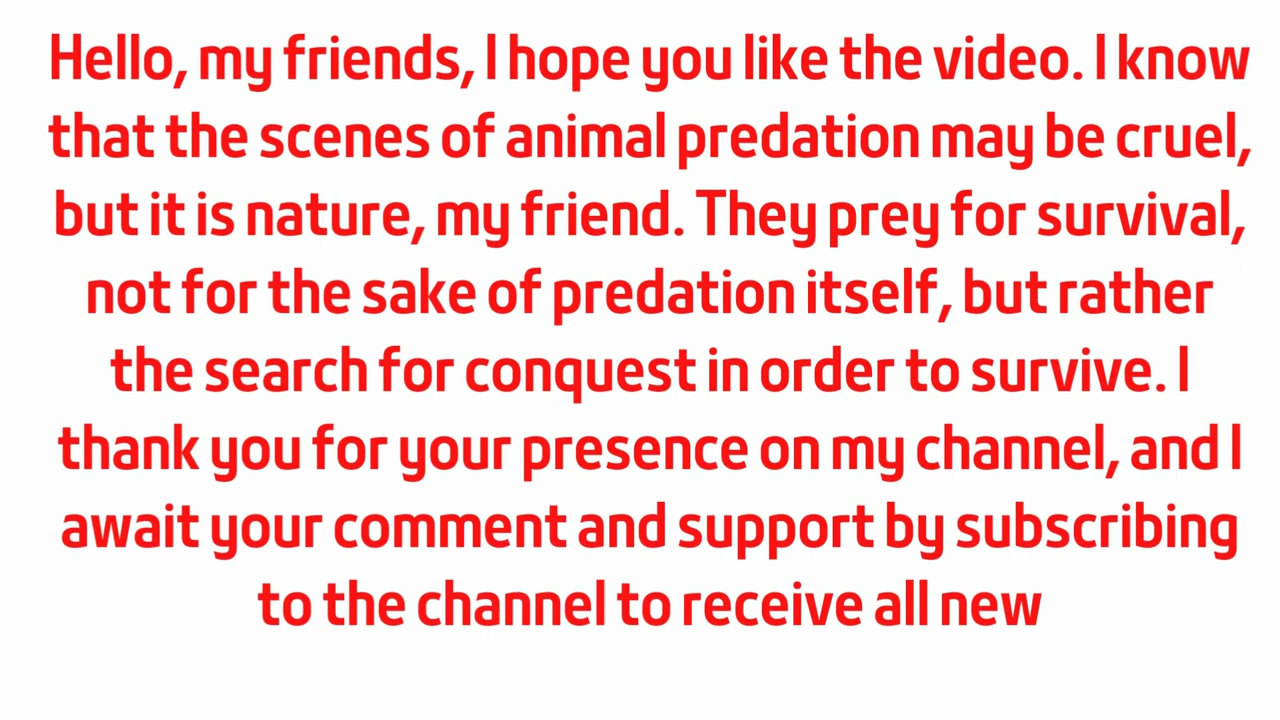 Hello, my friends, I hope you like the video. I know
that the scenes of animal predation may be cruel,
but it is nature, my friend. They prey for survival,
not for the sake of predation itself, but rather
the search for conquest in order to survive. I
thank you for your presence on my channel, and I
await your comment and support by subscribing
to the channel to receive all new